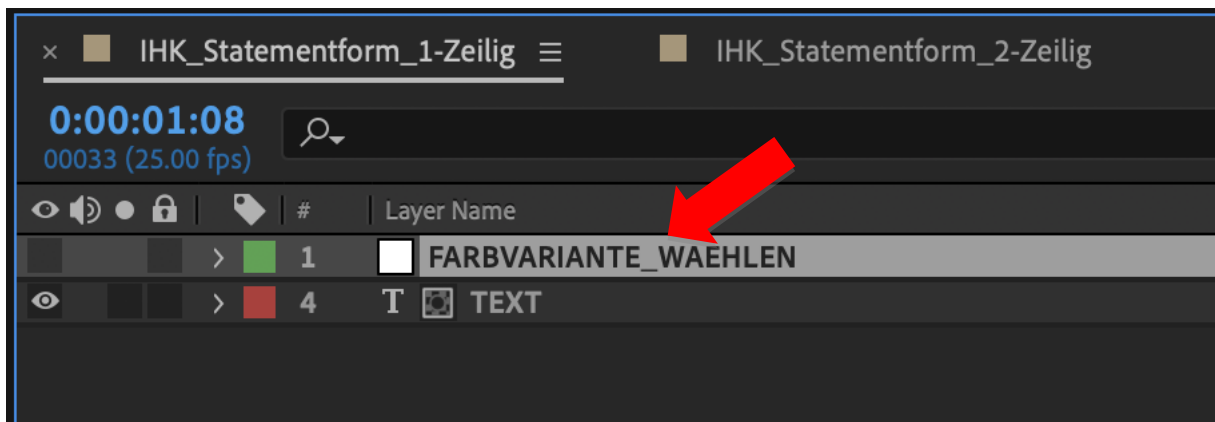 × IHK_Statementform_1-Zeilig ☰ IHK_Statementform_2-Zeilig
0:00:01:08
00033 (25.00 fps)
# Layer Name
1 FARBVARIANTE_WAEHLEN
4 T TEXT